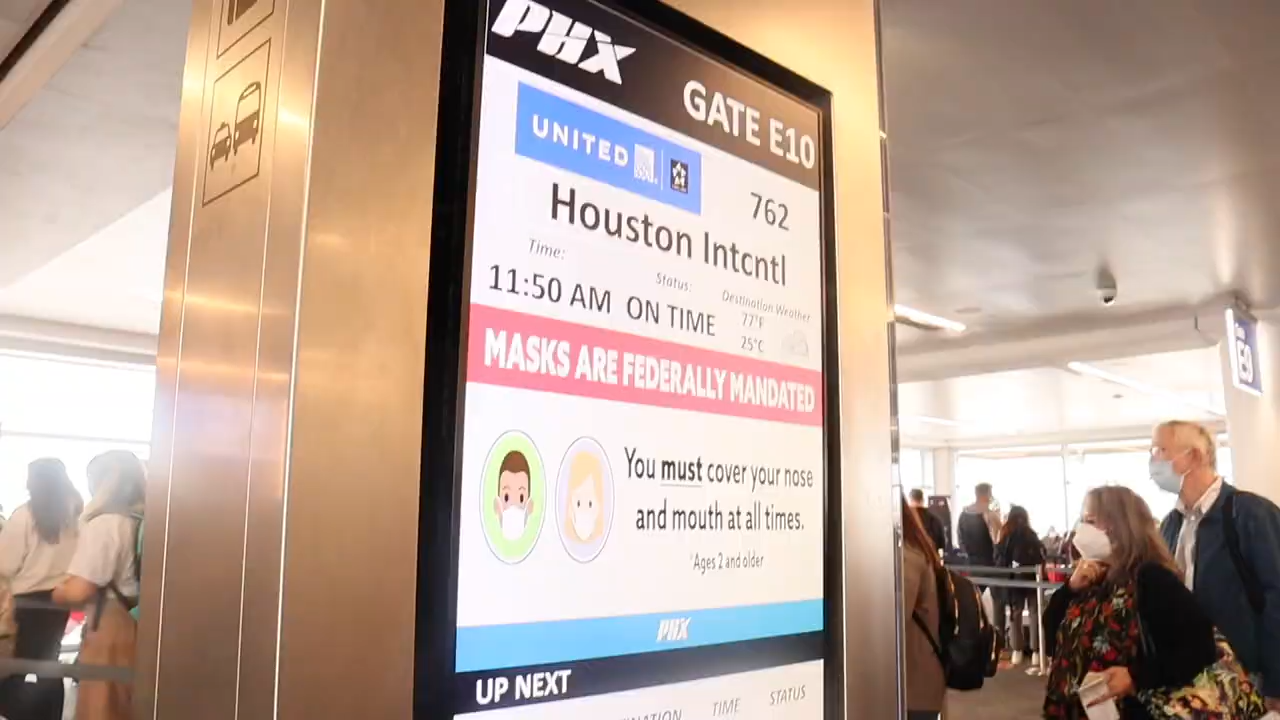 PHX
GATE E10
UNITED
762
Houston Intcntl
Time:
Status:
Destination Weather
11:50 AM
ON TIME
77°F
25°C
MASKS ARE FEDERALLY MANDATED
You must cover your nose
and mouth at all times.
*Ages 2 and older
PHX
UP NEXT
TIME
STATUS
E9